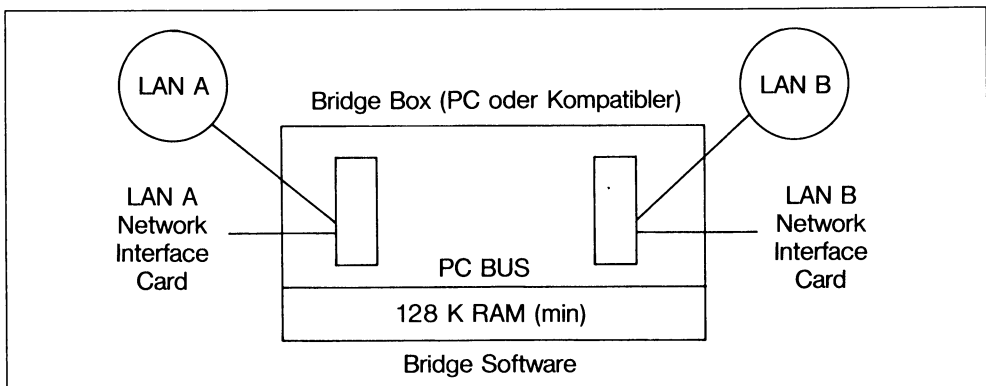 LAN A
LAN B
Bridge Box (PC oder Kompatibler)
LAN A
Network
Interface
Card
LAN B
Network
Interface
Card
PC BUS
128 K RAM (min)
Bridge Software